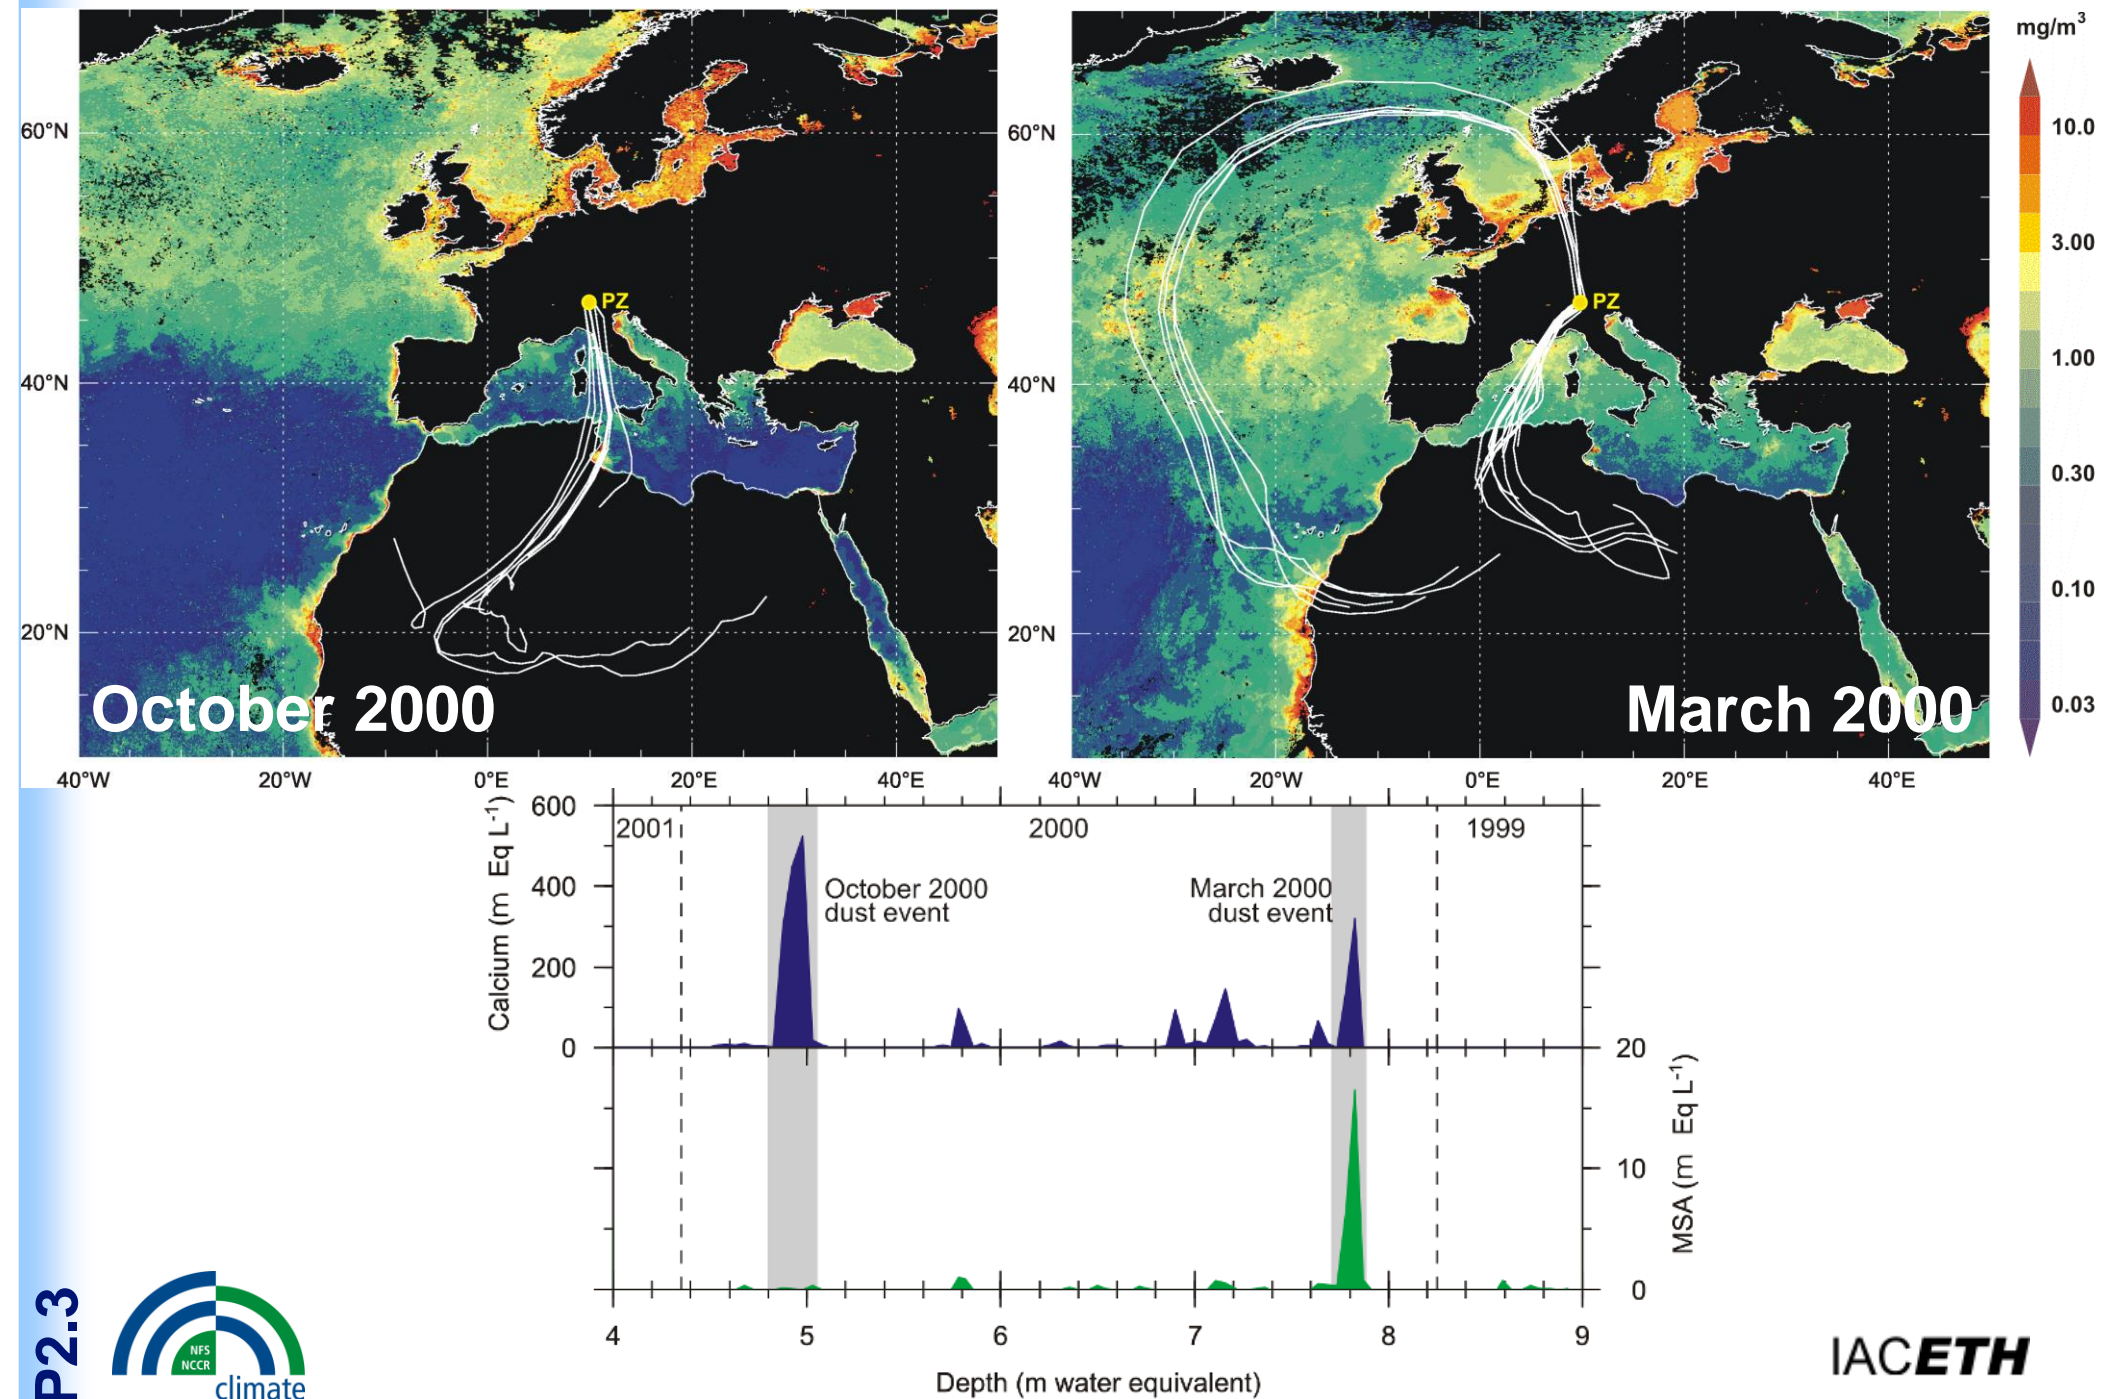 mg/m³
60°N
40°N
20°N
PZ
October 2000
40°W
20°W
0°E
20°E
40°E
60°N
40°N
20°N
PZ
March 2000
40°W
20°W
0°E
20°E
40°E
10.0
3.00
1.00
0.30
0.10
0.03
Calcium (m Eq L⁻¹)
600
400
200
0
2001
2000
1999
October 2000
dust event
March 2000
dust event
20
10
0
MSA (m Eq L⁻¹)
4
5
6
7
8
9
Depth (m water equivalent)
P2.3
NFS
NCCR
climate
IACETH